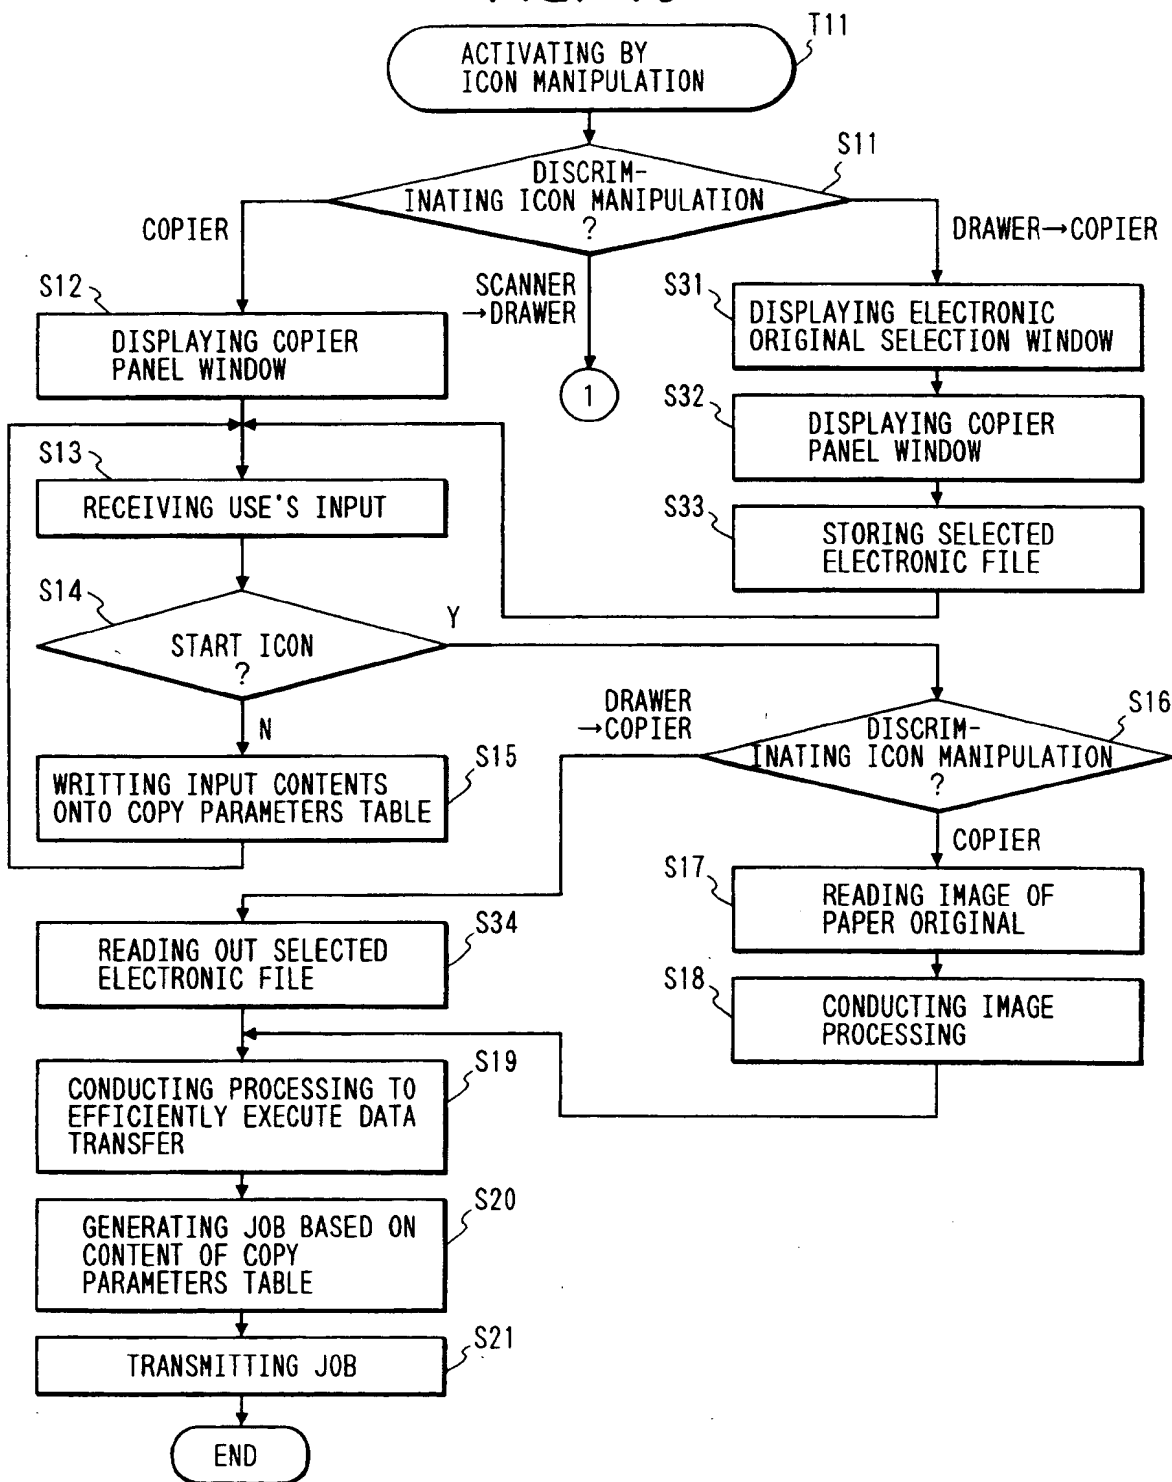 T11
ACTIVATING BY
ICON MANIPULATION
S11
DISCRIM-
INATING ICON MANIPULATION
?
COPIER
SCANNER
→DRAWER
DRAWER→COPIER
S12
DISPLAYING COPIER
PANEL WINDOW
1
S31
DISPLAYING ELECTRONIC
ORIGINAL SELECTION WINDOW
S32
DISPLAYING COPIER
PANEL WINDOW
S13
RECEIVING USE'S INPUT
S33
STORING SELECTED
ELECTRONIC FILE
S14
START ICON
?
Y
N
DRAWER
→COPIER
S16
DISCRIM-
INATING ICON MANIPULATION
?
COPIER
S15
WRITTING INPUT CONTENTS
ONTO COPY PARAMETERS TABLE
S17
READING IMAGE OF
PAPER ORIGINAL
S34
READING OUT SELECTED
ELECTRONIC FILE
S18
CONDUCTING IMAGE
PROCESSING
S19
CONDUCTING PROCESSING TO
EFFICIENTLY EXECUTE DATA
TRANSFER
S20
GENERATING JOB BASED ON
CONTENT OF COPY
PARAMETERS TABLE
S21
TRANSMITTING JOB
END